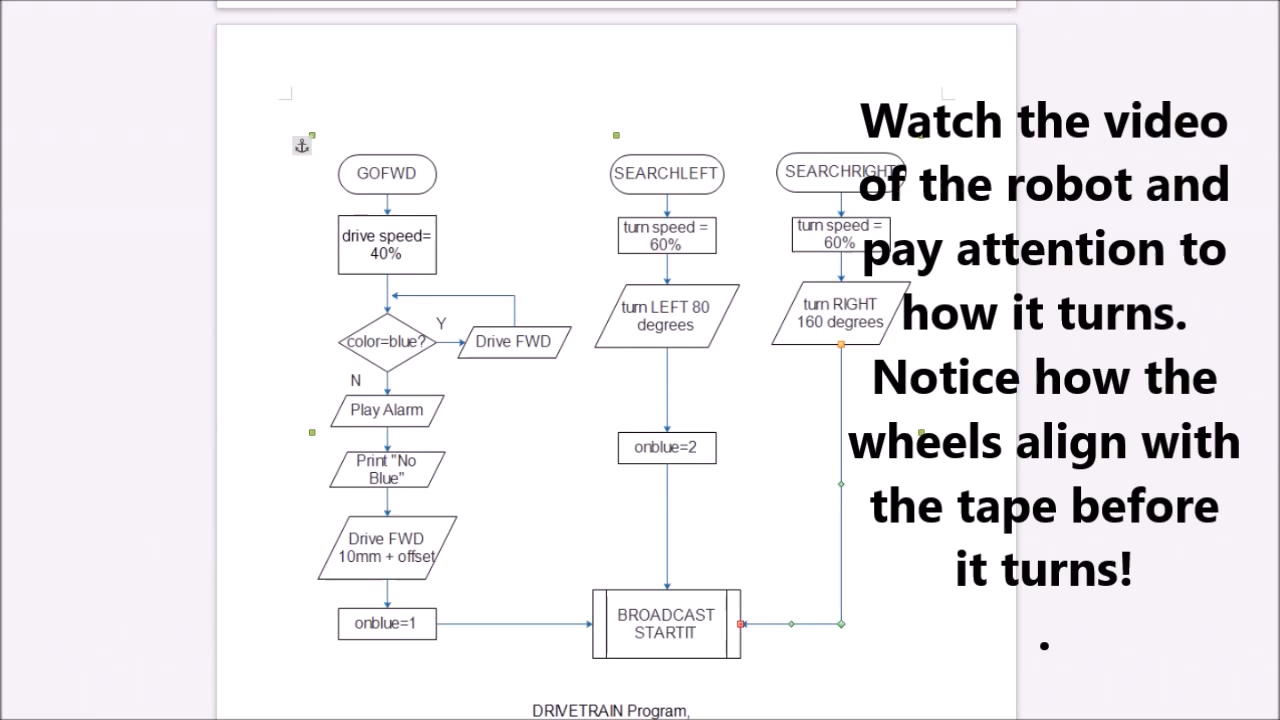 GOFWD
drive speed=
40%
color=blue?
Y
Drive FWD
N
Play Alarm
Print "No
Blue"
Drive FWD
10mm + offset
onblue=1
SEARCHLEFT
turn speed =
60%
turn LEFT 80
degrees
onblue=2
BROADCAST
STARTIT
SEARCHRIGHT
turn speed =
60%
turn RIGHT
160 degrees
DRIVETRAIN Program,
Watch the video
of the robot and
pay attention to
how it turns.
Notice how the
wheels align with
the tape before
it turns!
.